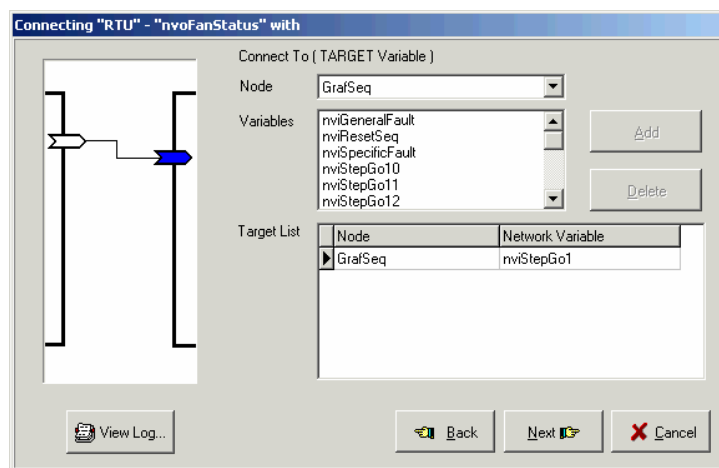 Connecting "RTU" - "nvoFanStatus" with
Connect To ( TARGET Variable )
Node
GrafSeq
Variables
nviGeneralFault
nviResetSeq
nviSpecificFault
nviStepGo10
nviStepGo11
nviStepGo12
Add
Delete
Target List
Node Network Variable
GrafSeq nviStepGo1
View Log...
Back
Next
Cancel